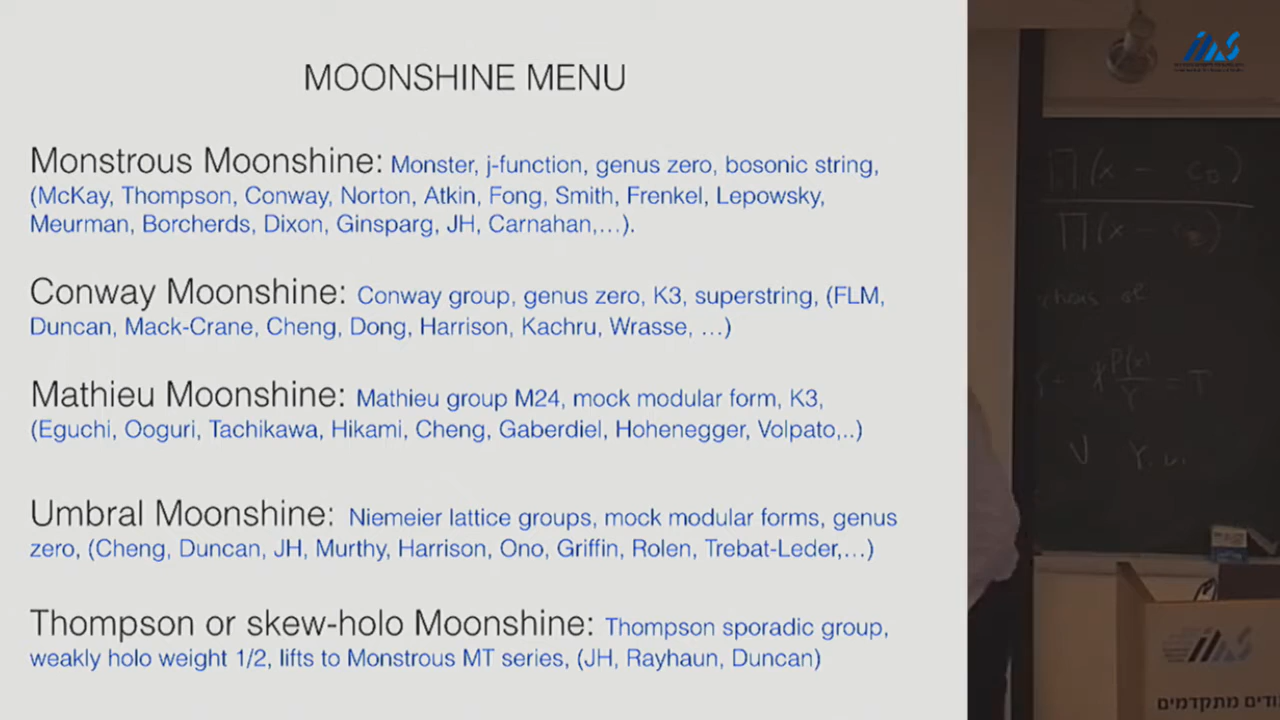 MOONSHINE MENU
Monstrous Moonshine: Monster, j-function, genus zero, bosonic string,
(McKay, Thompson, Conway, Norton, Atkin, Fong, Smith, Frenkel, Lepowsky,
Meurman, Borcherds, Dixon, Ginsparg, JH, Carnahan,...).
Conway Moonshine: Conway group, genus zero, K3, superstring, (FLM,
Duncan, Mack-Crane, Cheng, Dong, Harrison, Kachru, Wrasse, ...)
Mathieu Moonshine: Mathieu group M24, mock modular form, K3,
(Eguchi, Ooguri, Tachikawa, Hikami, Cheng, Gaberdiel, Hohenegger, Volpato,..)
Umbral Moonshine: Niemeier lattice groups, mock modular forms, genus
zero, (Cheng, Duncan, JH, Murthy, Harrison, Ono, Griffin, Rolen, Trebat-Leder,...)
Thompson or skew-holo Moonshine: Thompson sporadic group,
weakly holo weight 1/2, lifts to Monstrous MT series, (JH, Rayhaun, Duncan)
IIAS
IIAS
מתקדמים